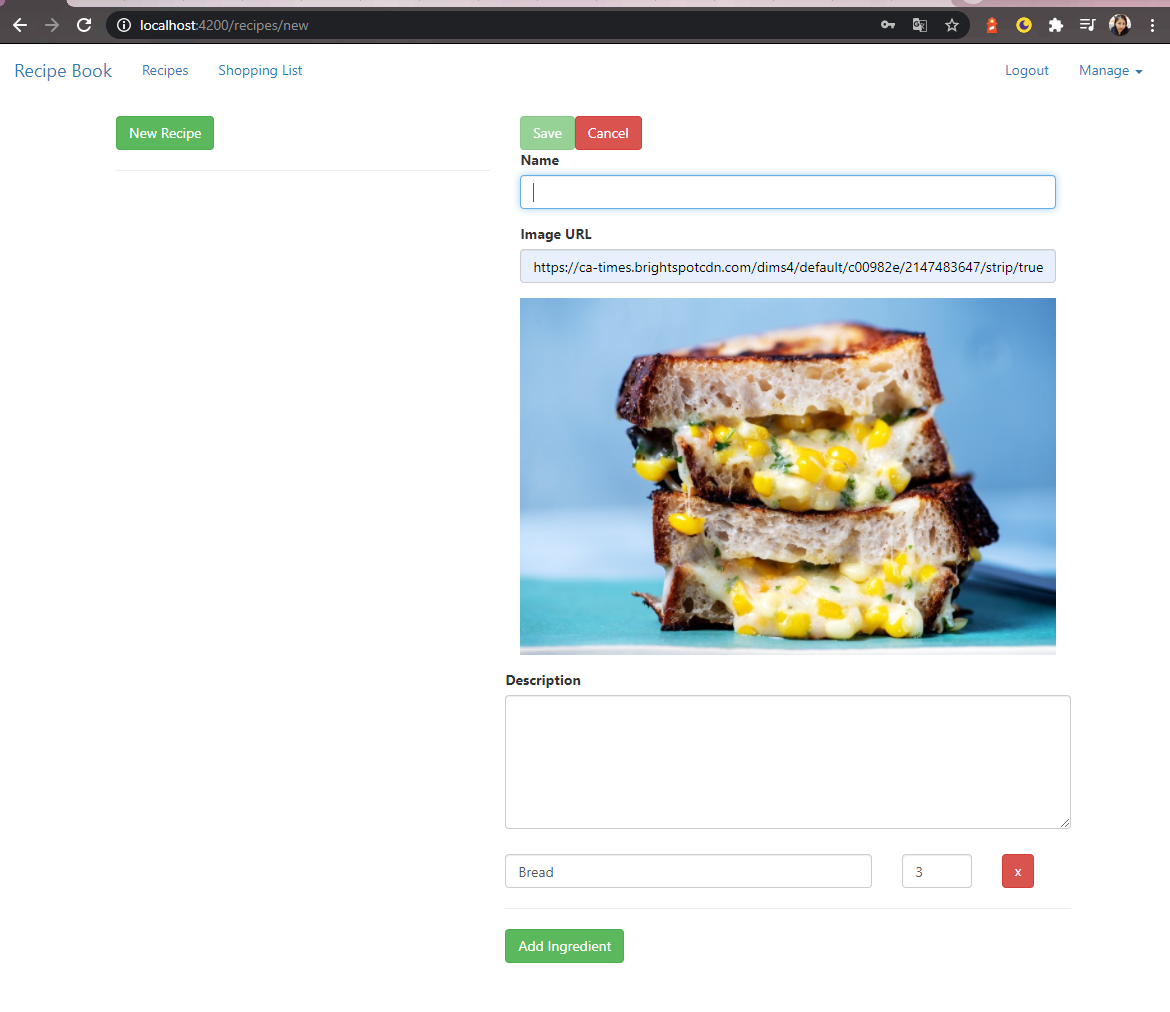 localhost:4200/recipes/new
Recipe Book Recipes Shopping List Logout Manage
New Recipe
Save Cancel
Name
Image URL
https://ca-times.brightspotcdn.com/dims4/default/c00982e/2147483647/strip/true
Description
Bread 3 x
Add Ingredient